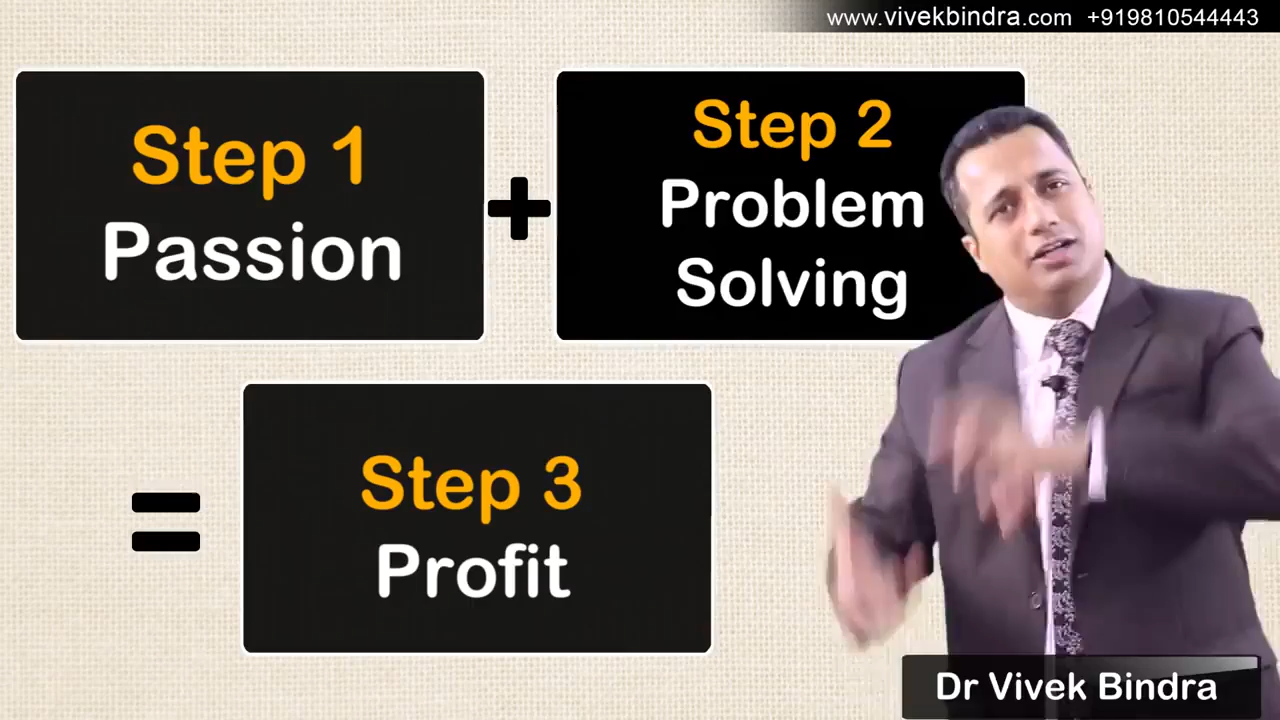 www.vivekbindra.com +919810544443
Step 1
Passion
+
Step 2
Problem
Solving
=
Step 3
Profit
Dr Vivek Bindra